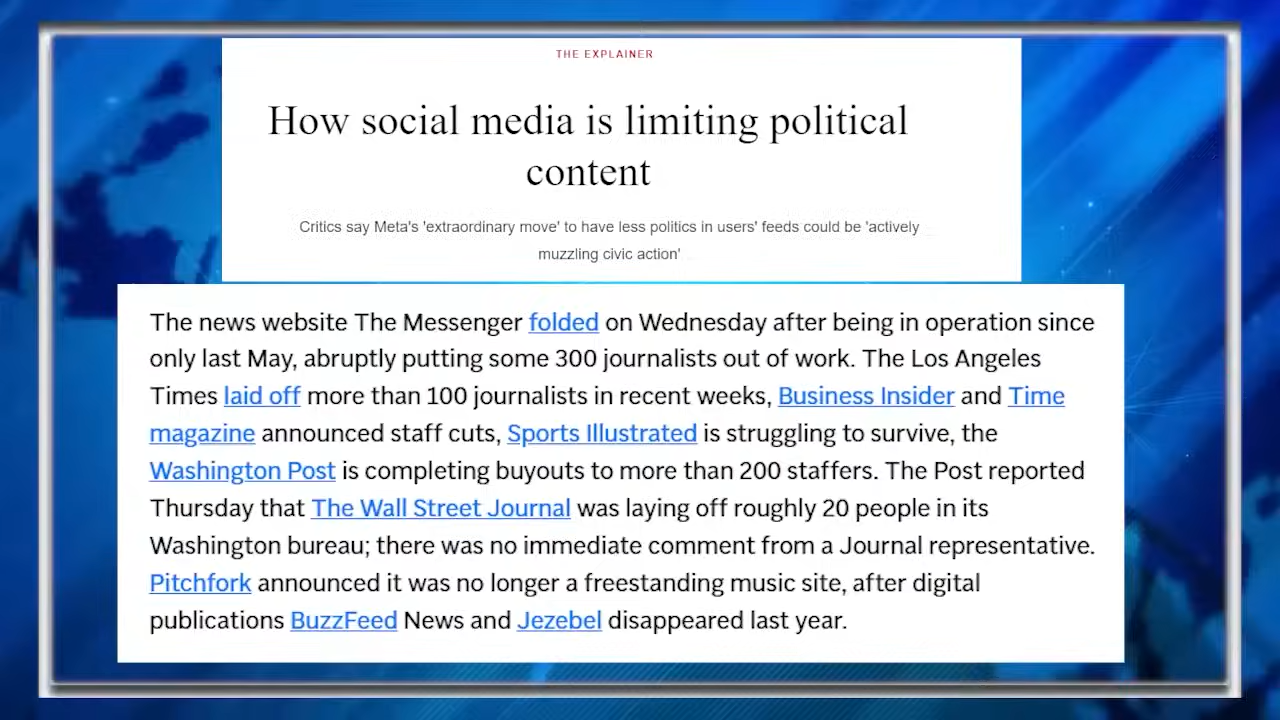 THE EXPLAINER
How social media is limiting political
content
Critics say Meta's 'extraordinary move' to have less politics in users' feeds could be 'actively
muzzling civic action'
The news website The Messenger folded on Wednesday after being in operation since
only last May, abruptly putting some 300 journalists out of work. The Los Angeles
Times laid off more than 100 journalists in recent weeks, Business Insider and Time
magazine announced staff cuts, Sports Illustrated is struggling to survive, the
Washington Post is completing buyouts to more than 200 staffers. The Post reported
Thursday that The Wall Street Journal was laying off roughly 20 people in its
Washington bureau; there was no immediate comment from a Journal representative.
Pitchfork announced it was no longer a freestanding music site, after digital
publications BuzzFeed News and Jezebel disappeared last year.